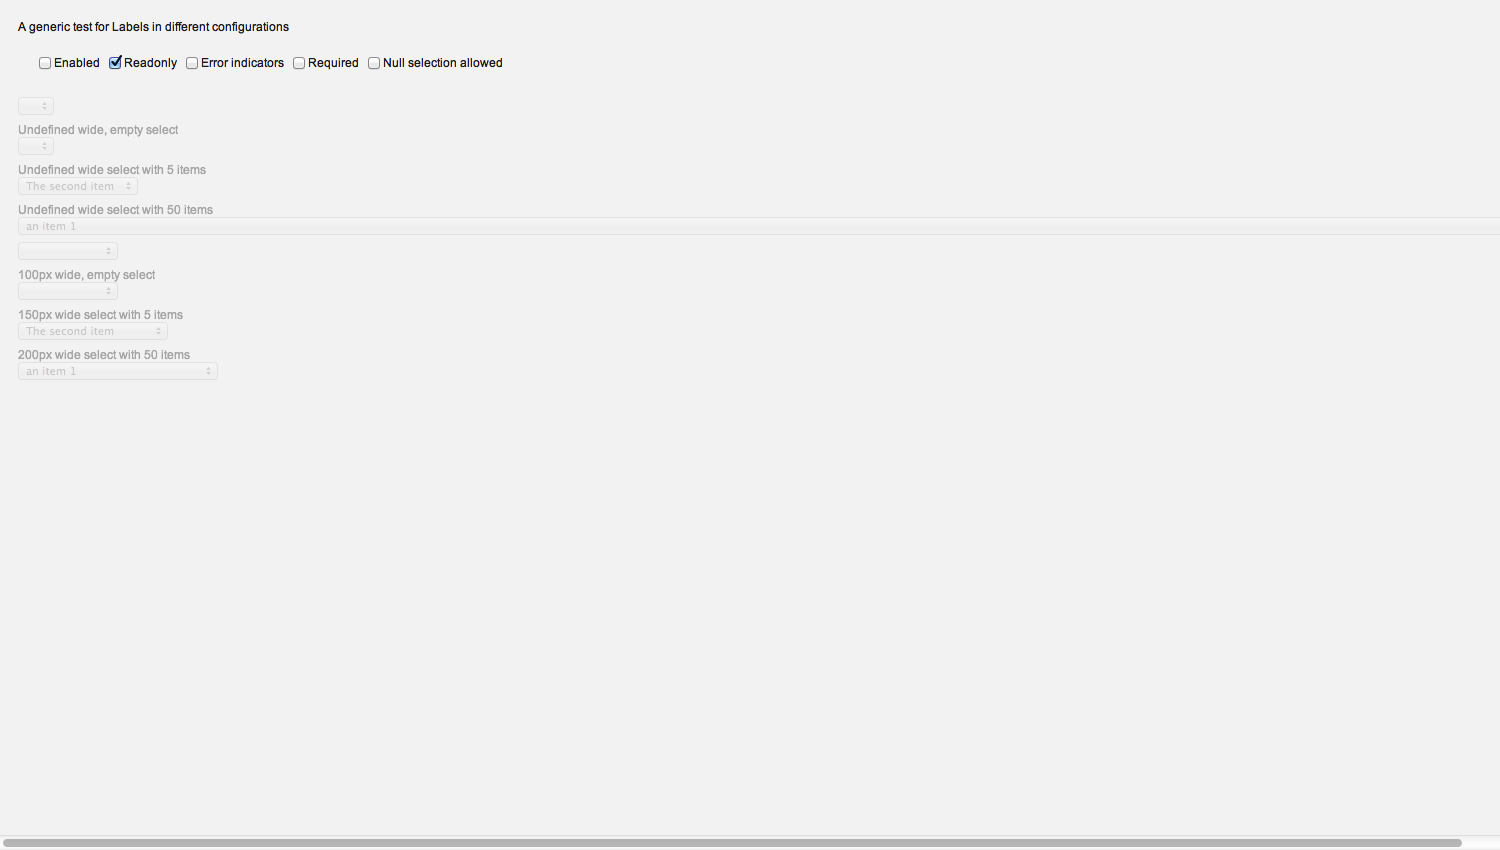 A generic test for Labels in different configurations
Enabled Readonly Error indicators Required Null selection allowed
Undefined wide, empty select
Undefined wide select with 5 items
The second item
Undefined wide select with 50 items
an item 1
100px wide, empty select
150px wide select with 5 items
The second item
200px wide select with 50 items
an item 1